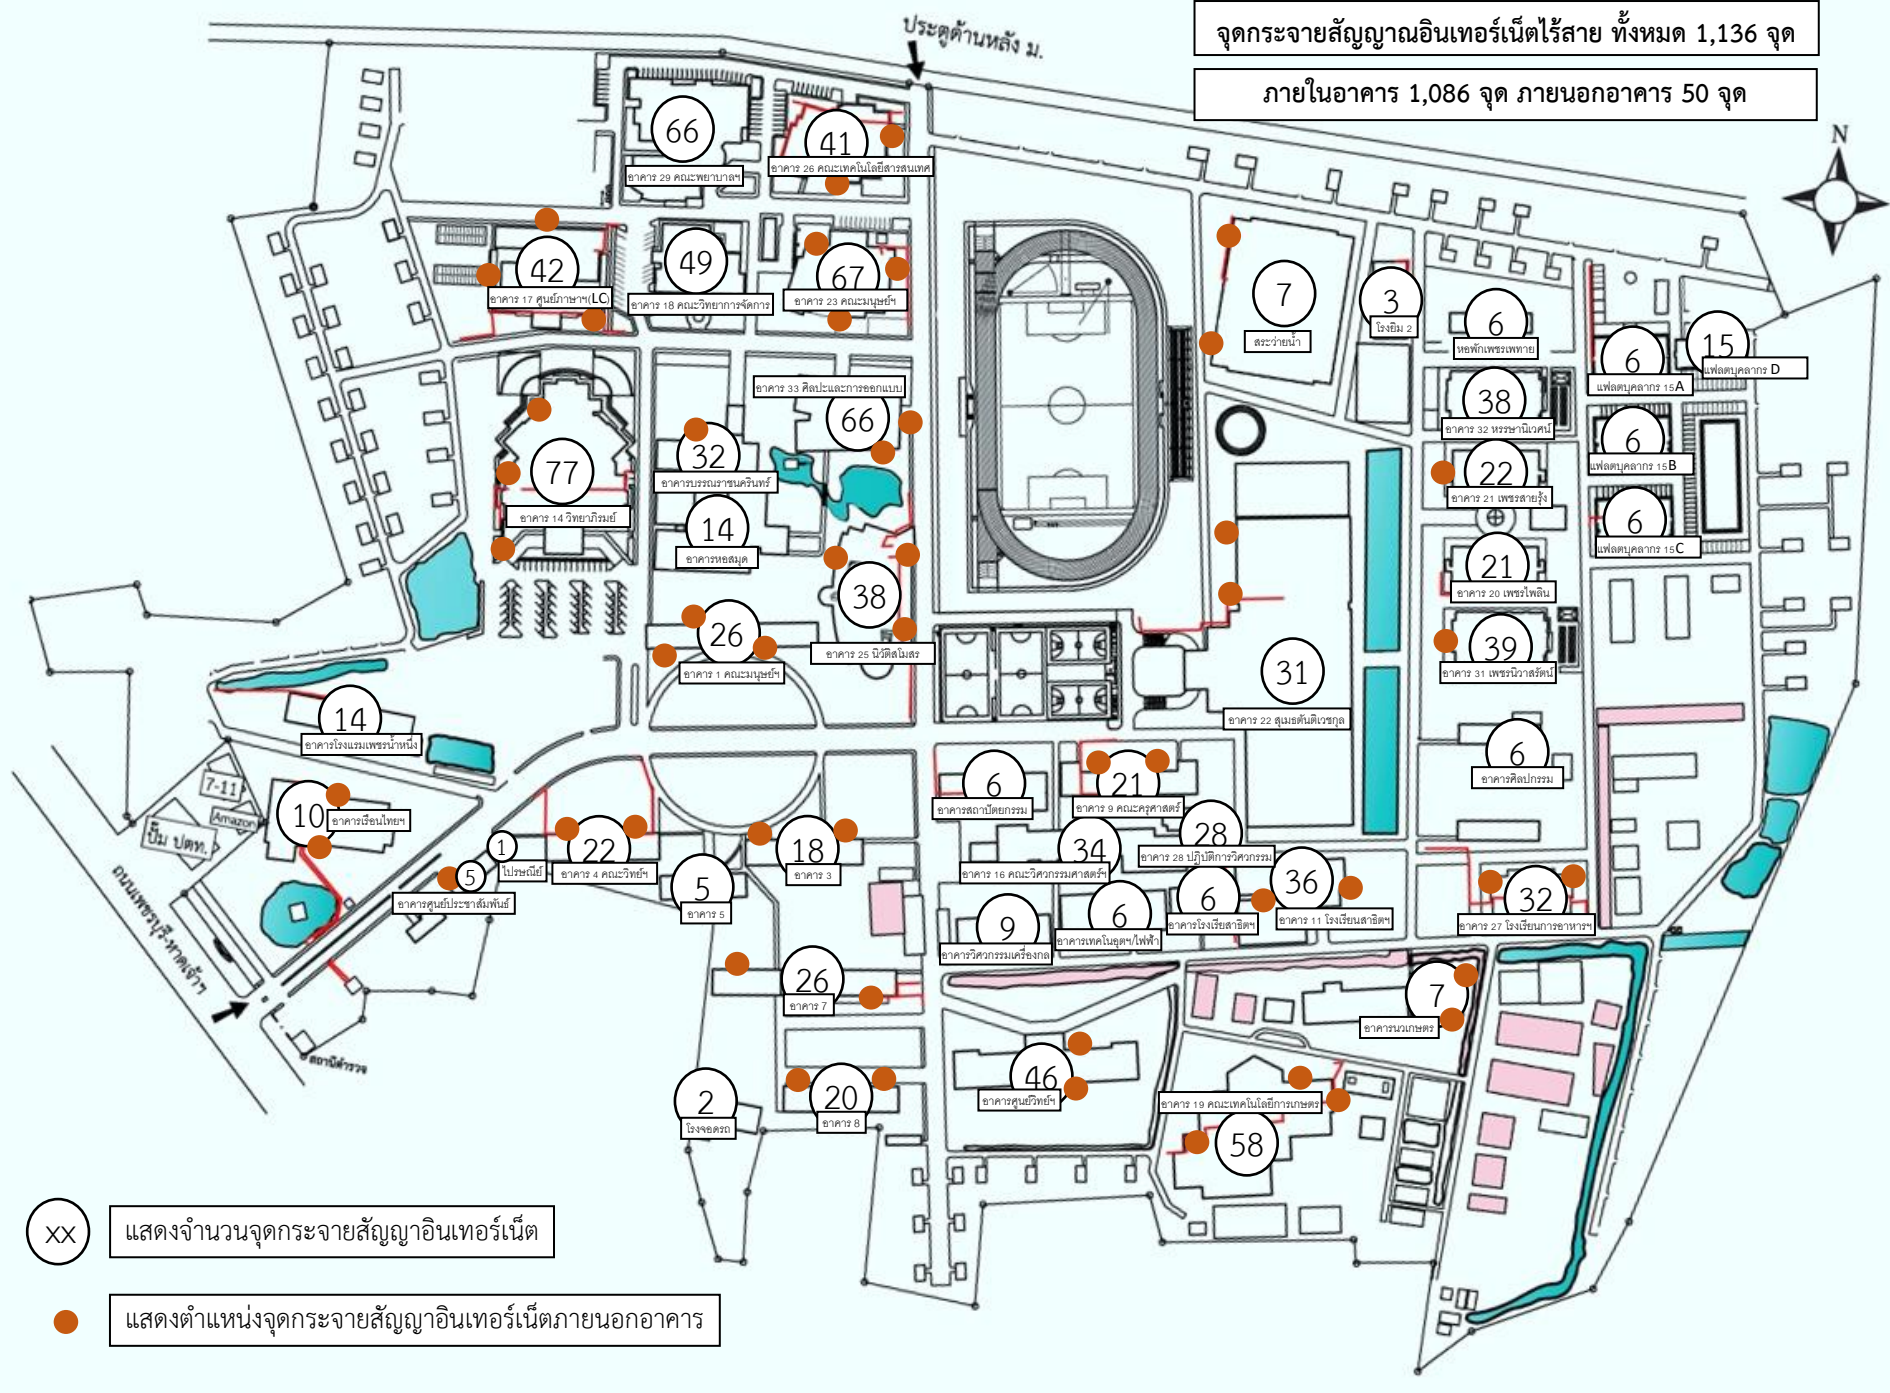 ประตูด้านหลัง ม.
จุดกระจายสัญญาณอินเทอร์เน็ตไร้สาย ทั้งหมด 1,136 จุด
ภายในอาคาร 1,086 จุด ภายนอกอาคาร 50 จุด
N
66
อาคาร 29 คณะพยาบาลฯ
41
อาคาร 26 คณะเทคโนโลยีสารสนเทศ
42
อาคาร 17 ศูนย์ภาษาฯ(LC)
49
อาคาร 18 คณะวิทยาการจัดการ
67
อาคาร 23 คณะมนุษย์ฯ
7
สระว่ายน้ำ
3
โรงยิม 2
6
หอพักเพชรเพทาย
6
แฟลตบุคลากร 15A
15
แฟลตบุคลากร D
อาคาร 33 ศิลปะและการออกแบบ
66
38
อาคาร 32 หรรษานิเวศน์
6
แฟลตบุคลากร 15B
77
อาคาร 14 วิทยาภิรมย์
32
อาคารบรรณราชนครินทร์
22
อาคาร 21 เพชรสายรุ้ง
14
อาคารหอสมุด
6
แฟลตบุคลากร 15C
21
อาคาร 20 เพชรไพลิน
38
อาคาร 25 นิวัติสโมสร
26
อาคาร 1 คณะมนุษย์ฯ
39
อาคาร 31 เพชรนิวาสรัตน์
31
อาคาร 22 สุเมธตันติเวชกุล
14
อาคารโรงแรมเพชรน้ำหนึ่ง
6
อาคารศิลปกรรม
7-11
Amazon
ปั๊ม ปตท.
10
อาคารเรือนไทยฯ
6
อาคารสถาปัตยกรรม
21
อาคาร 9 คณะครุศาสตร์
1
ไปรษณีย์
22
อาคาร 4 คณะวิทย์ฯ
18
อาคาร 3
34
อาคาร 16 คณะวิศวกรรมศาสตร์ฯ
28
อาคาร 28 ปฏิบัติการวิศวกรรม
5
อาคารศูนย์ประชาสัมพันธ์
5
อาคาร 5
36
อาคาร 11 โรงเรียนสาธิตฯ
32
อาคาร 27 โรงเรียนการอาหารฯ
9
อาคารวิศวกรรมเครื่องกล
6
อาคารเทคโนอุตฯ/ไฟฟ้า
6
อาคารโรงเรียสาธิตฯ
ถนนเพชรบุรี-หาดเจ้าฯ
26
อาคาร 7
7
อาคารนวเกษตร
สถานีตำรวจ
2
โรงจอดรถ
20
อาคาร 8
46
อาคารศูนย์วิทย์ฯ
อาคาร 19 คณะเทคโนโลยีการเกษตร
58
XX
แสดงจำนวนจุดกระจายสัญญาอินเทอร์เน็ต
แสดงตำแหน่งจุดกระจายสัญญาอินเทอร์เน็ตภายนอกอาคาร